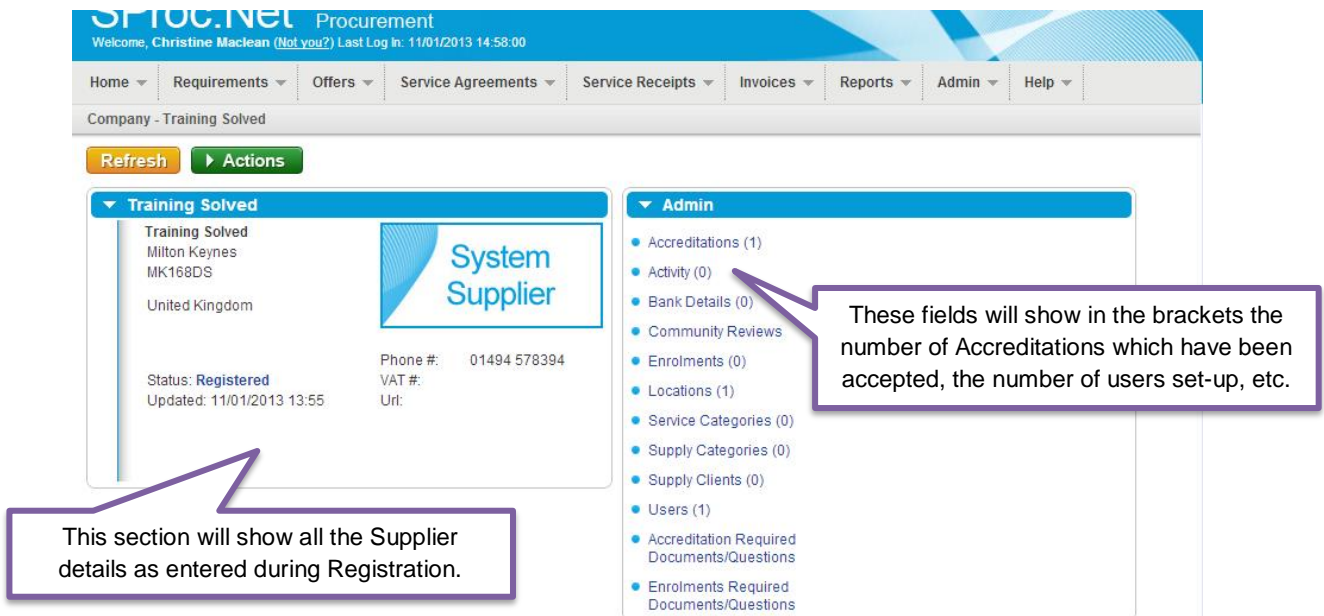 SProc.Net Procurement
Welcome, Christine Maclean (Not you?) Last Log In: 11/01/2013 14:58:00
Home Requirements Offers Service Agreements Service Receipts Invoices Reports Admin Help
Company - Training Solved
Refresh Actions
Training Solved
Training Solved
Milton Keynes
MK168DS
United Kingdom
System
Supplier
Phone #: 01494 578394
Status: Registered
VAT #:
Updated: 11/01/2013 13:55
Url:
This section will show all the Supplier
details as entered during Registration.
Admin
Accreditations (1)
Activity (0)
Bank Details (0)
Community Reviews
Enrolments (0)
Locations (1)
Service Categories (0)
Supply Categories (0)
Supply Clients (0)
Users (1)
Accreditation Required
Documents/Questions
Enrolments Required
Documents/Questions
These fields will show in the brackets the
number of Accreditations which have been
accepted, the number of users set-up, etc.